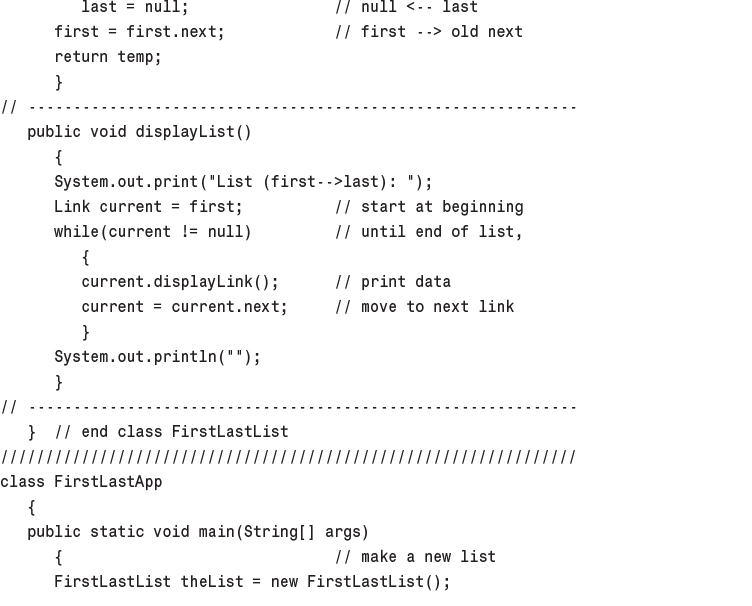 last = null;                // null <-- last
      first = first.next;            // first --> old next
      return temp;
      }
// -------------------------------------------------------------
   public void displayList()
      {
      System.out.print("List (first-->last): ");
      Link current = first;          // start at beginning
      while(current != null)         // until end of list,
         {
         current.displayLink();      // print data
         current = current.next;     // move to next link
         }
      System.out.println("");
      }
// -------------------------------------------------------------
   }  // end class FirstLastList
////////////////////////////////////////////////////////////////
class FirstLastApp
   {
   public static void main(String[] args)
      {                              // make a new list
      FirstLastList theList = new FirstLastList();